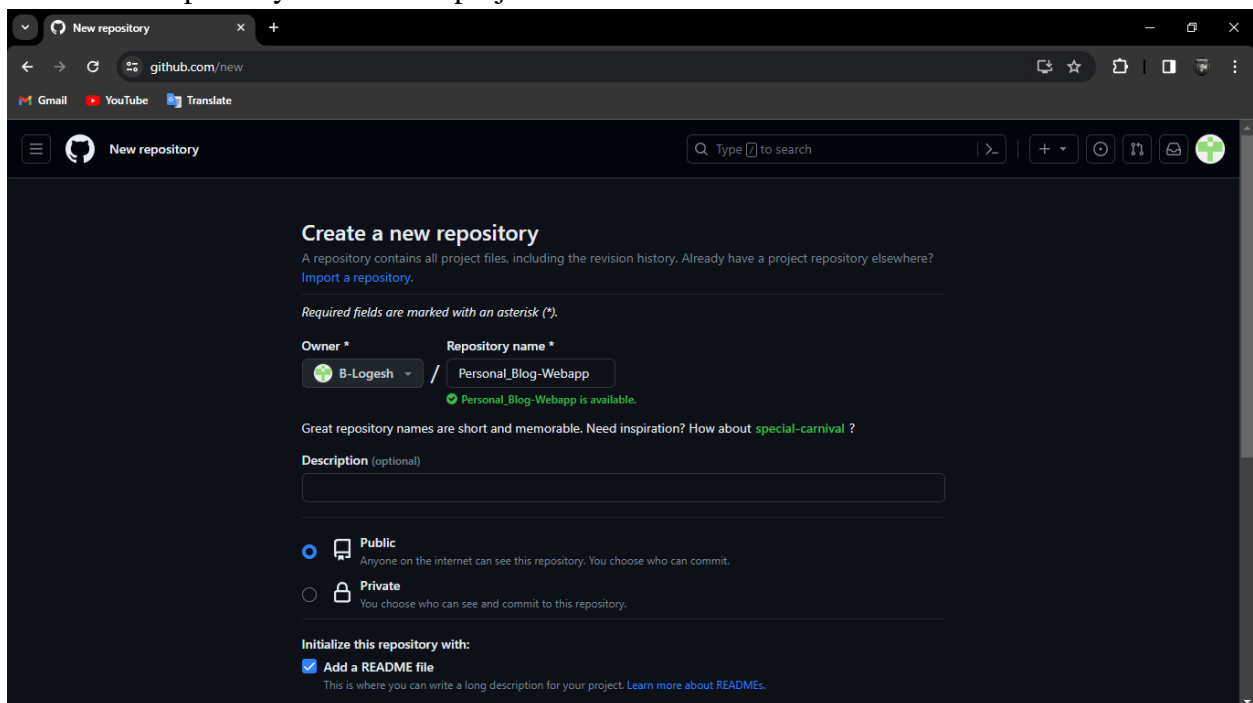 New repository
github.com/new
Gmail YouTube Translate
New repository Type / to search
Create a new repository
A repository contains all project files, including the revision history. Already have a project repository elsewhere?
Import a repository.
Required fields are marked with an asterisk (*).
Owner * Repository name *
B-Logesh / Personal_Blog-Webapp
Personal_Blog-Webapp is available.
Great repository names are short and memorable. Need inspiration? How about special-carnival ?
Description (optional)
Public
Anyone on the internet can see this repository. You choose who can commit.
Private
You choose who can see and commit to this repository.
Initialize this repository with:
Add a README file
This is where you can write a long description for your project. Learn more about READMEs.